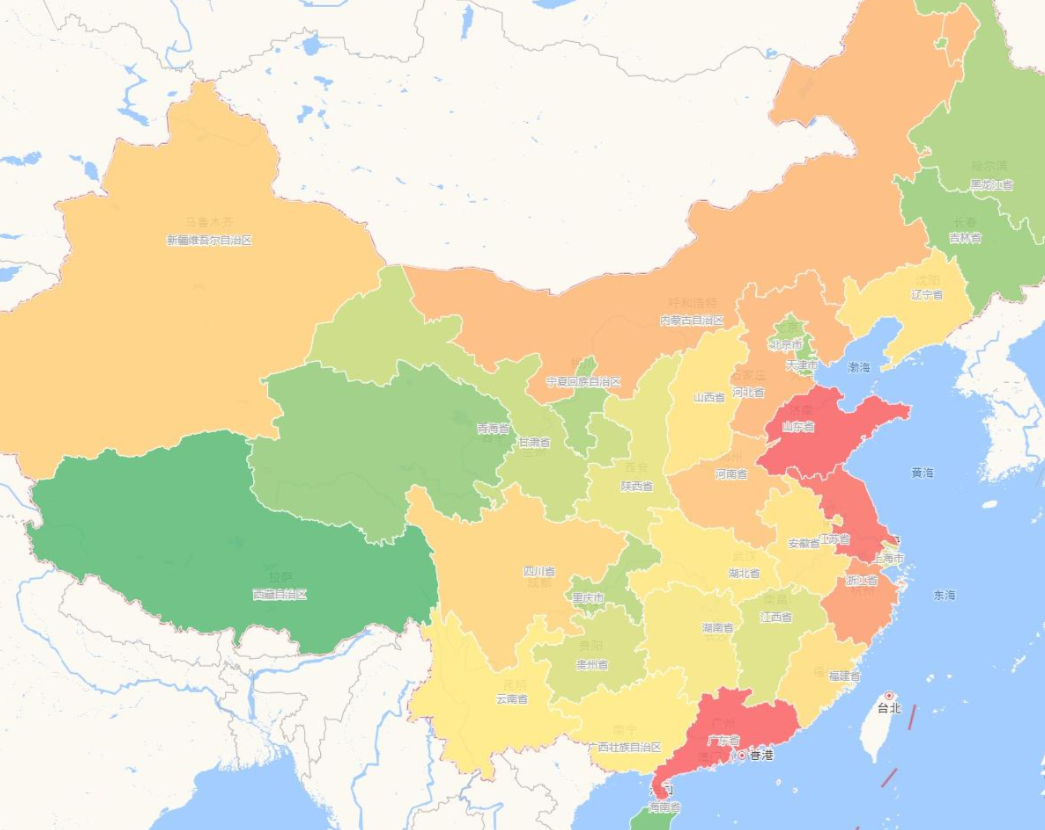 哈尔滨
黑龙江省
乌鲁木齐
新疆维吾尔自治区
长春
吉林省
沈阳
辽宁省
呼和浩特
内蒙古自治区
北京市
天津市
渤海
宁夏回族自治区
石家庄
河北省
山西省
济南
山东省
青海省
甘肃省
西安
陕西省
河南省
黄海
安徽省
江苏省
上海市
武汉
湖北省
四川省
成都
浙江省
杭州
东海
拉萨
西藏自治区
重庆市
南昌
江西省
湖南省
贵阳
贵州省
福建省
昆明
云南省
台北
南宁
广西壮族自治区
广州
广东省
香港
海南省